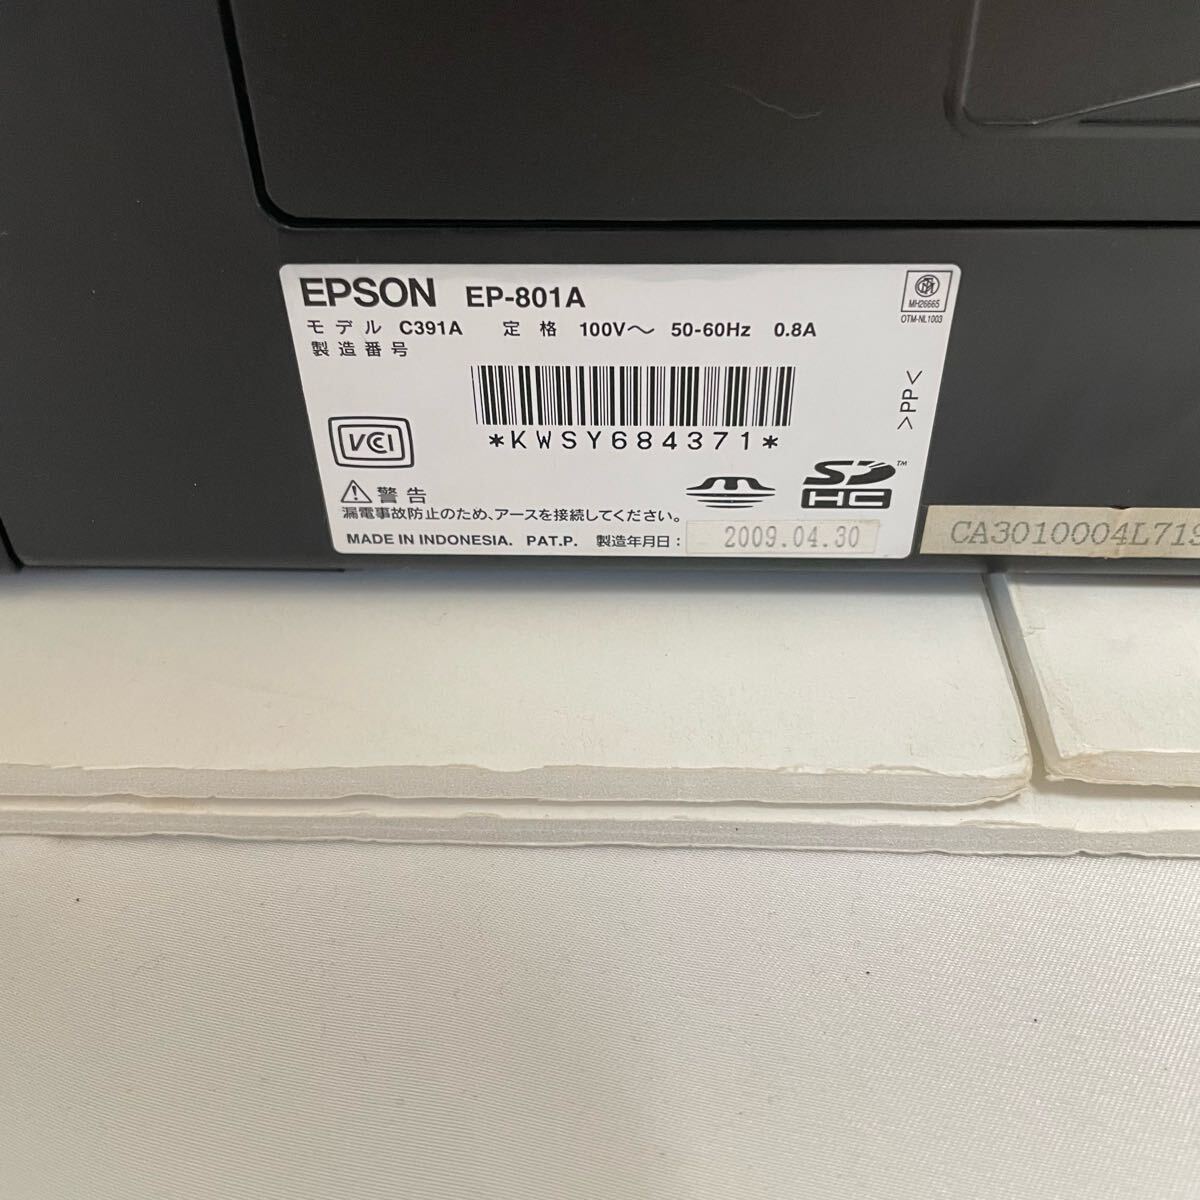 EPSON EP-801A
モデル C391A 定格 100V～ 50-60Hz 0.8A
製造番号
*KWSY684371*
MH26665
OTM-NL1003
>PP<
VCCI
SDHC™
警告
漏電事故防止のため、アースを接続してください。
MADE IN INDONESIA. PAT.P. 製造年月日: 2009.04.30
CA3010004L719